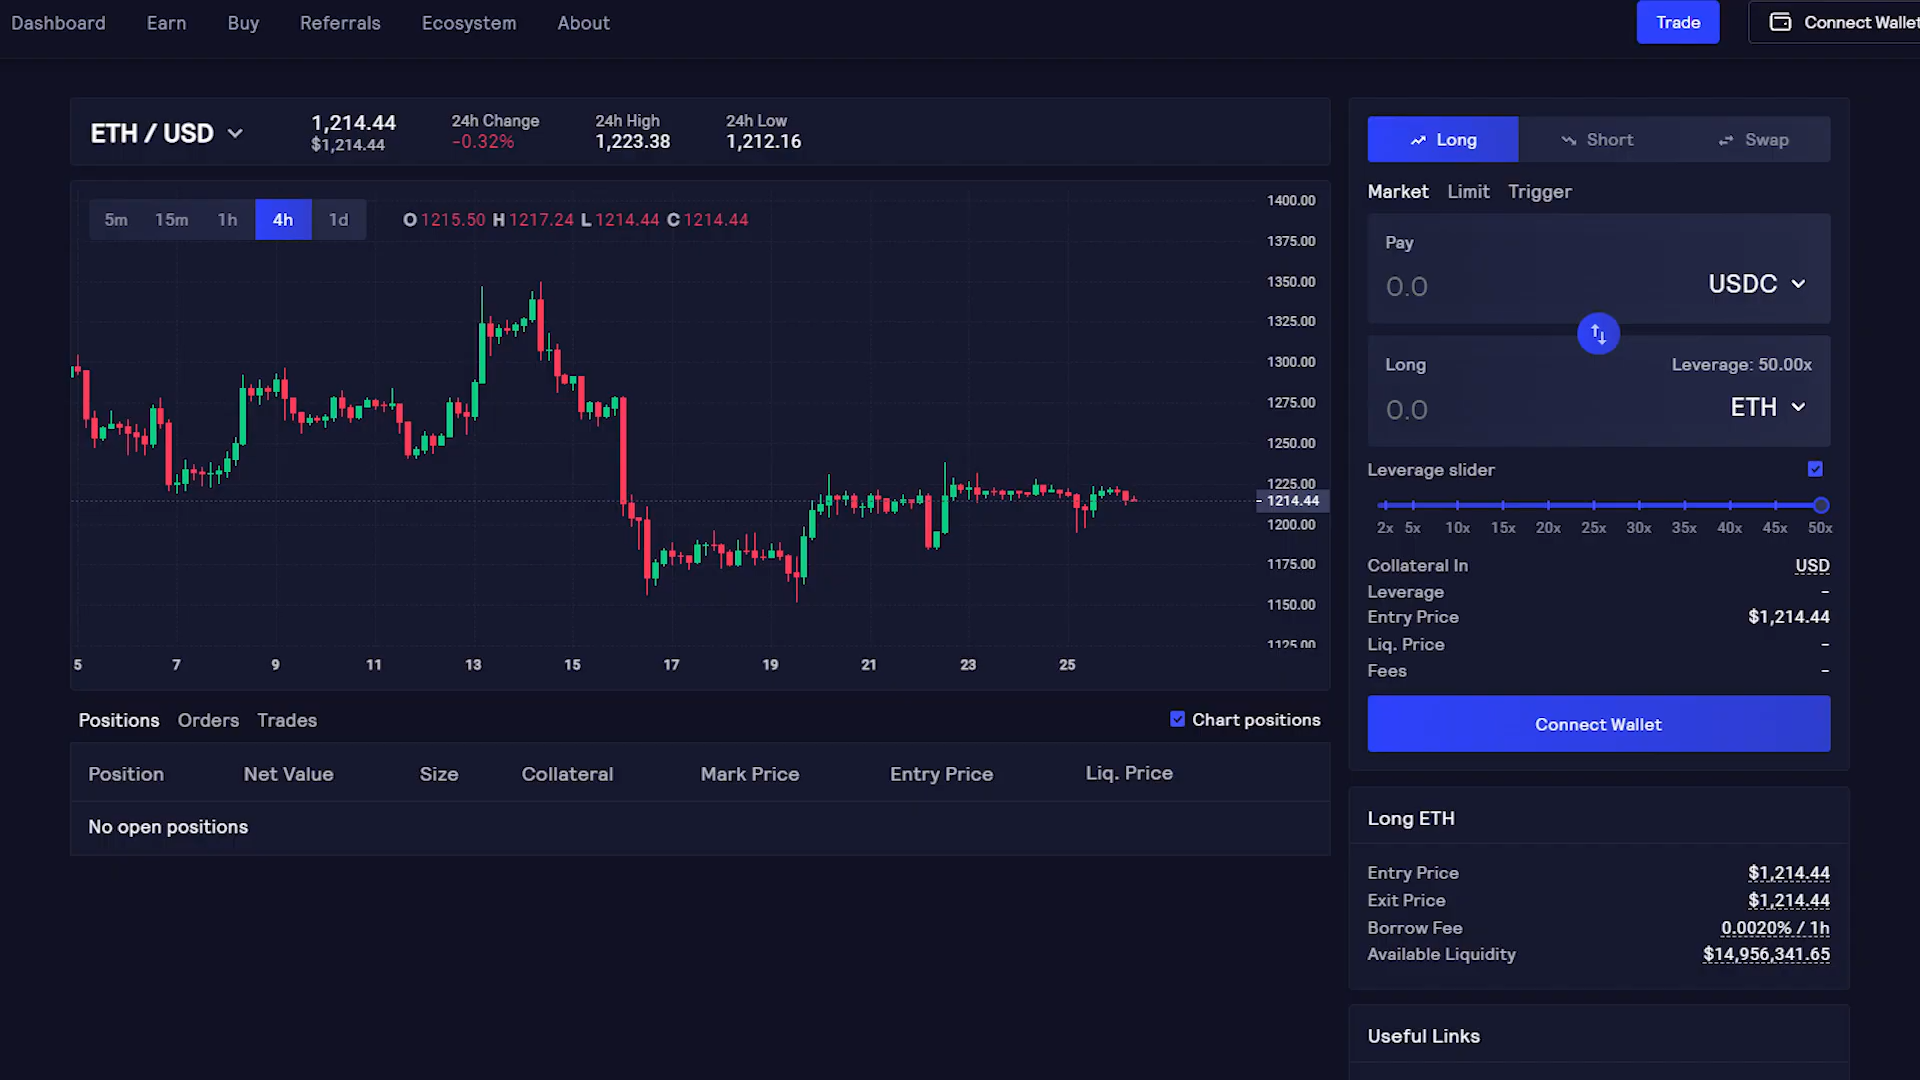 Dashboard Earn Buy Referrals Ecosystem About Trade Connect Wallet
ETH / USD
1,214.44
$1,214.44
24h Change
-0.32%
24h High
1,223.38
24h Low
1,212.16
5m 15m 1h 4h 1d
O 1215.50 H 1217.24 L 1214.44 C 1214.44
1400.00
1375.00
1350.00
1325.00
1300.00
1275.00
1250.00
1225.00
1214.44
1200.00
1175.00
1150.00
1125.00
5 7 9 11 13 15 17 19 21 23 25
Positions Orders Trades
Chart positions
Position Net Value Size Collateral Mark Price Entry Price Liq. Price
No open positions
Long Short Swap
Market Limit Trigger
Pay
0.0 USDC
Long Leverage: 50.00x
0.0 ETH
Leverage slider
2x 5x 10x 15x 20x 25x 30x 35x 40x 45x 50x
Collateral In USD
Leverage -
Entry Price $1,214.44
Liq. Price -
Fees -
Connect Wallet
Long ETH
Entry Price $1,214.44
Exit Price $1,214.44
Borrow Fee 0.0020% / 1h
Available Liquidity $14,956,341.65
Useful Links